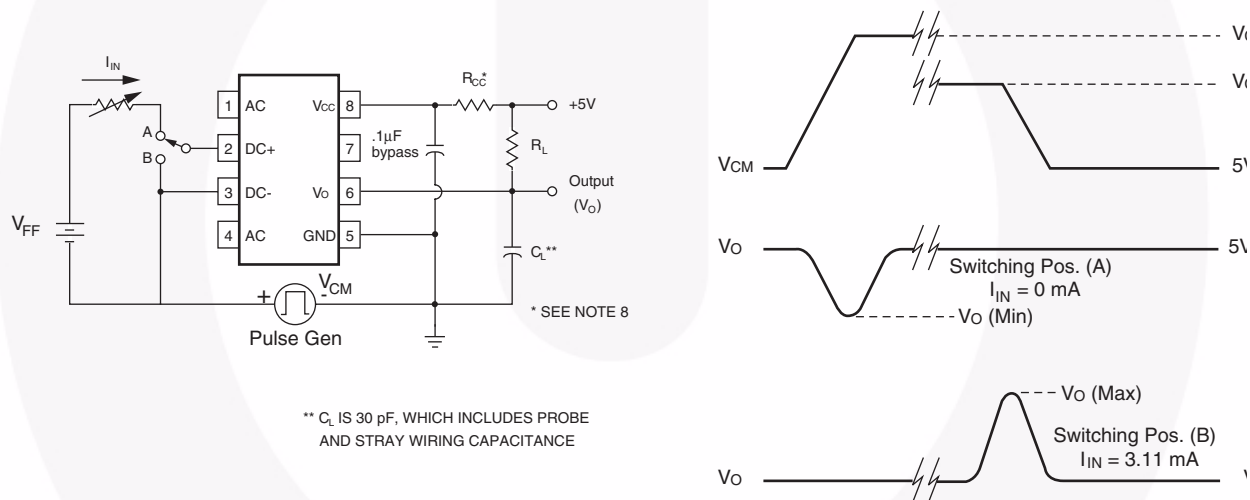 I_IN
R_CC*
1 AC
V_CC 8
+5V
A
.1μF
bypass
R_L
2 DC+
7
B
3 DC-
V_O 6
Output
(V_O)
V_FF
4 AC
GND 5
C_L**
+
V_CM
-
* SEE NOTE 8
Pulse Gen
** C_L IS 30 pF, WHICH INCLUDES PROBE
AND STRAY WIRING CAPACITANCE
V_CM
5V
V_O
5V
Switching Pos. (A)
I_IN = 0 mA
V_O (Min)
V_O (Max)
Switching Pos. (B)
I_IN = 3.11 mA
V_O